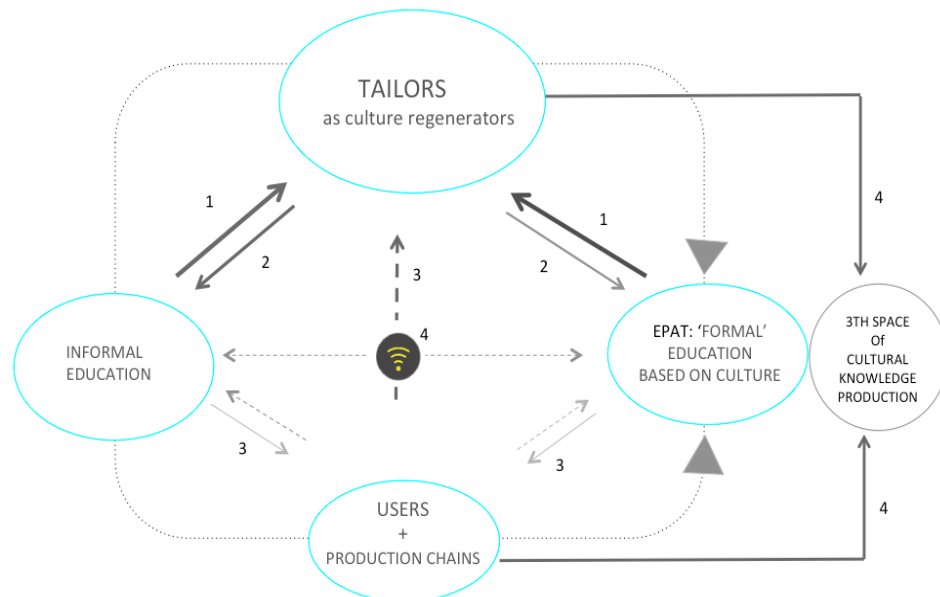 TAILORS
as culture regenerators
1
2
1
2
4
3
4
INFORMAL
EDUCATION
EPAT: ‘FORMAL’
EDUCATION
BASED ON CULTURE
3TH SPACE
Of
CULTURAL
KNOWLEDGE
PRODUCTION
3
3
USERS
+
PRODUCTION CHAINS
4